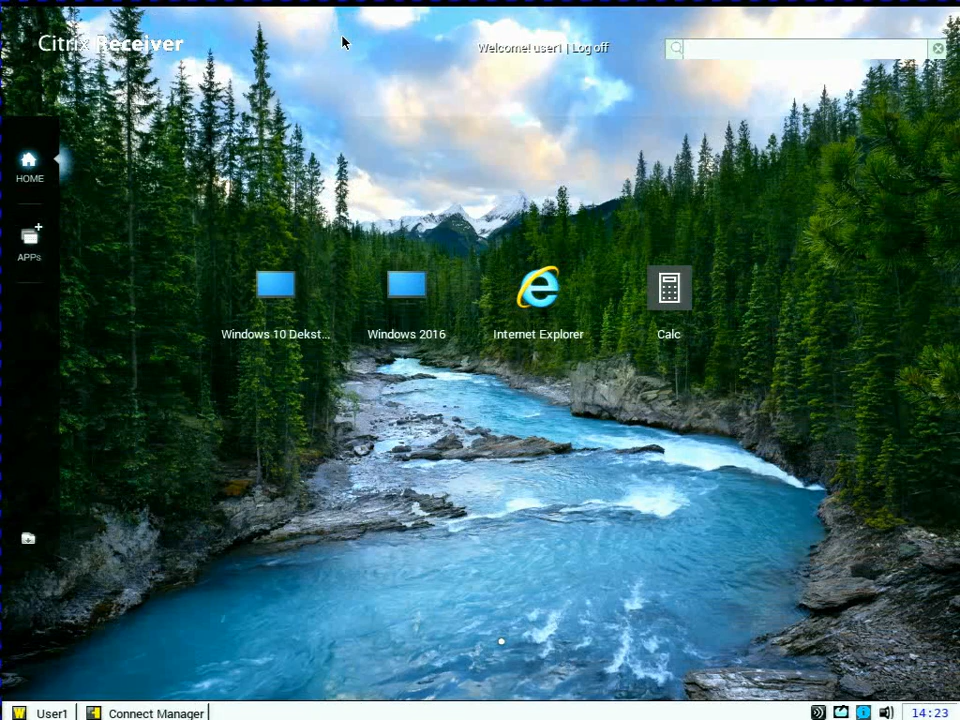 Citrix Receiver
Welcome! user1 | Log off
HOME
APPs
Windows 10 Dekst...
Windows 2016
Internet Explorer
Calc
User1
Connect Manager
14:23